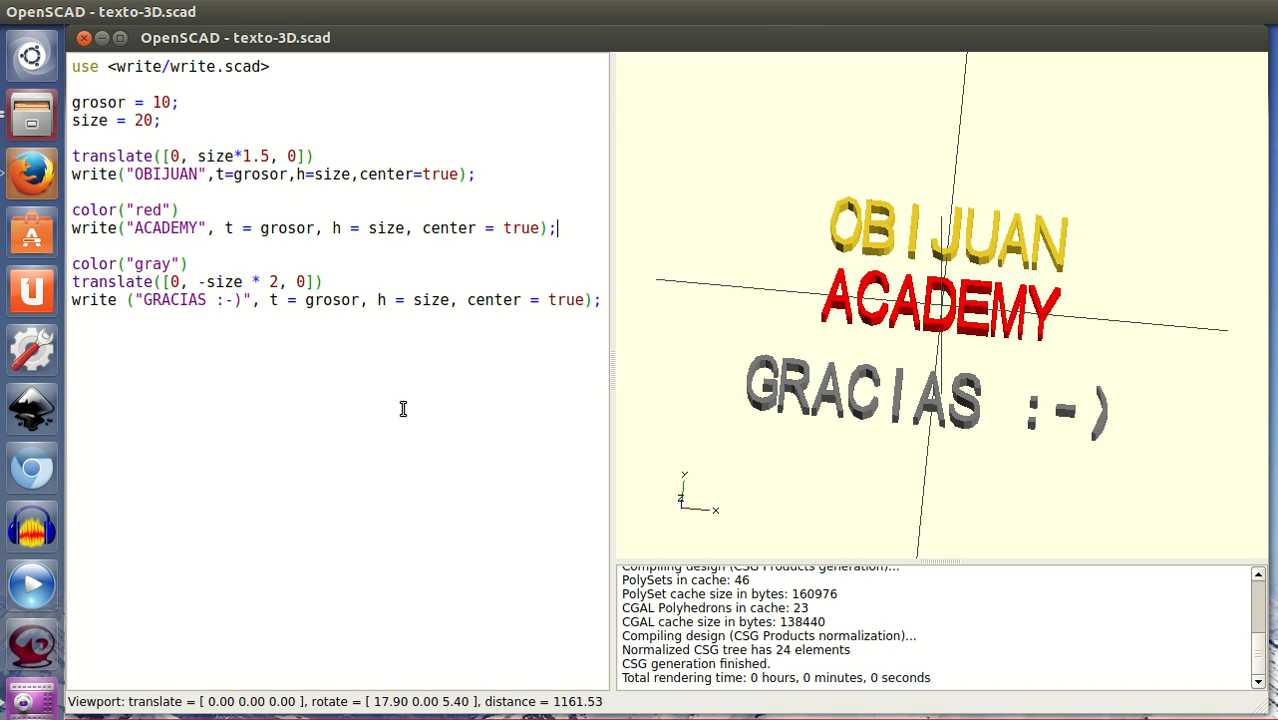 OpenSCAD - texto-3D.scad
OpenSCAD - texto-3D.scad
use <write/write.scad>
grosor = 10;
size = 20;
translate([0, size*1.5, 0])
write("OBIJUAN",t=grosor,h=size,center=true);
color("red")
write("ACADEMY", t = grosor, h = size, center = true);
color("gray")
translate([0, -size * 2, 0])
write ("GRACIAS :-)", t = grosor, h = size, center = true);
OBIJUAN
ACADEMY
GRACIAS :-)
Y
Z
X
Compiling design (CSG Products generation)...
PolySets in cache: 46
PolySet cache size in bytes: 160976
CGAL Polyhedrons in cache: 23
CGAL cache size in bytes: 138440
Compiling design (CSG Products normalization)...
Normalized CSG tree has 24 elements
CSG generation finished.
Total rendering time: 0 hours, 0 minutes, 0 seconds
Viewport: translate = [ 0.00 0.00 0.00 ], rotate = [ 17.90 0.00 5.40 ], distance = 1161.53